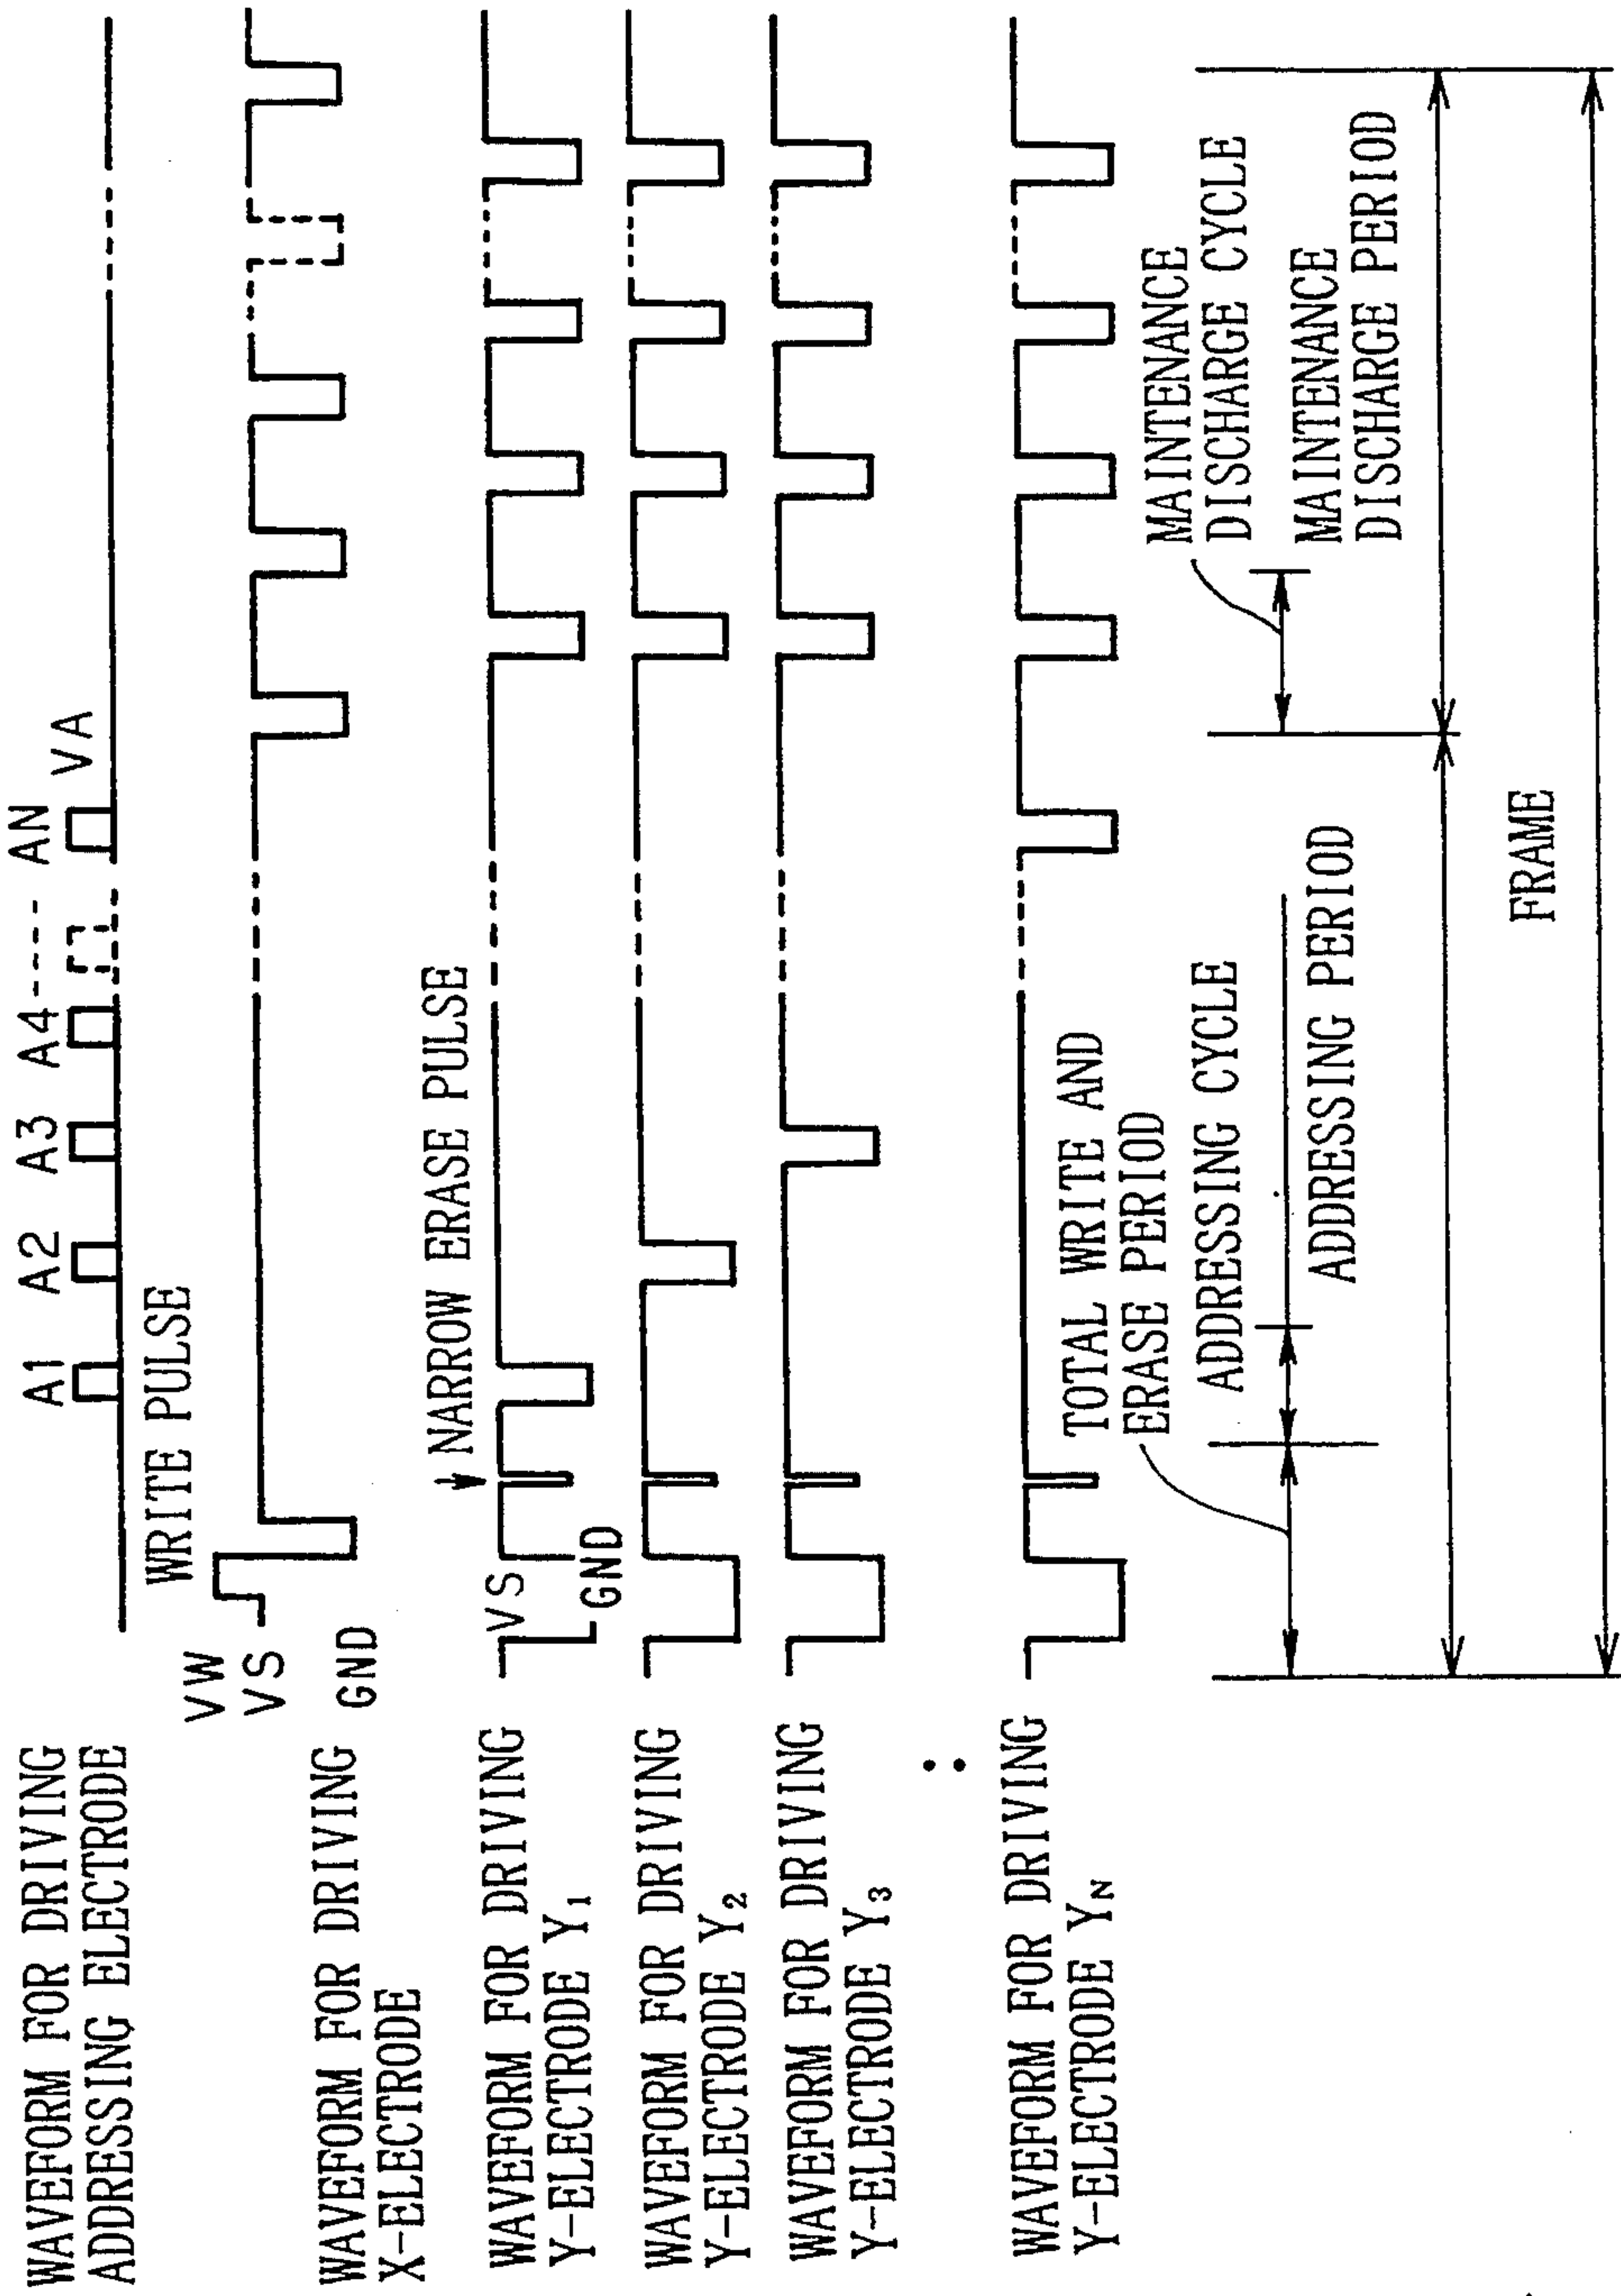 WAVEFORM FOR DRIVING
ADDRESSING ELECTRODE
A1 A2 A3 A4 ---- AN
VA
WRITE PULSE
VW
VS
GND
WAVEFORM FOR DRIVING
X-ELECTRODE
NARROW ERASE PULSE
WAVEFORM FOR DRIVING
Y-ELECTRODE Y1
VS
GND
WAVEFORM FOR DRIVING
Y-ELECTRODE Y2
WAVEFORM FOR DRIVING
Y-ELECTRODE Y3
:
WAVEFORM FOR DRIVING
Y-ELECTRODE YN
TOTAL WRITE AND
ERASE PERIOD
ADDRESSING CYCLE
ADDRESSING PERIOD
MAINTENANCE
DISCHARGE CYCLE
MAINTENANCE
DISCHARGE PERIOD
FRAME